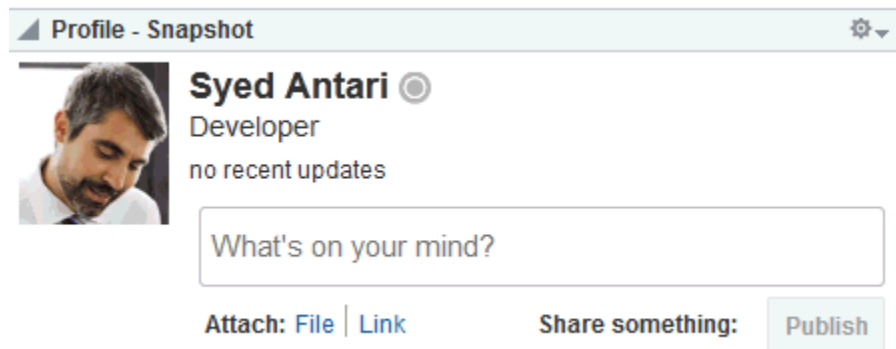 Profile - Snapshot
Syed Antari
Developer
no recent updates
What's on your mind?
Attach: File | Link Share something: Publish